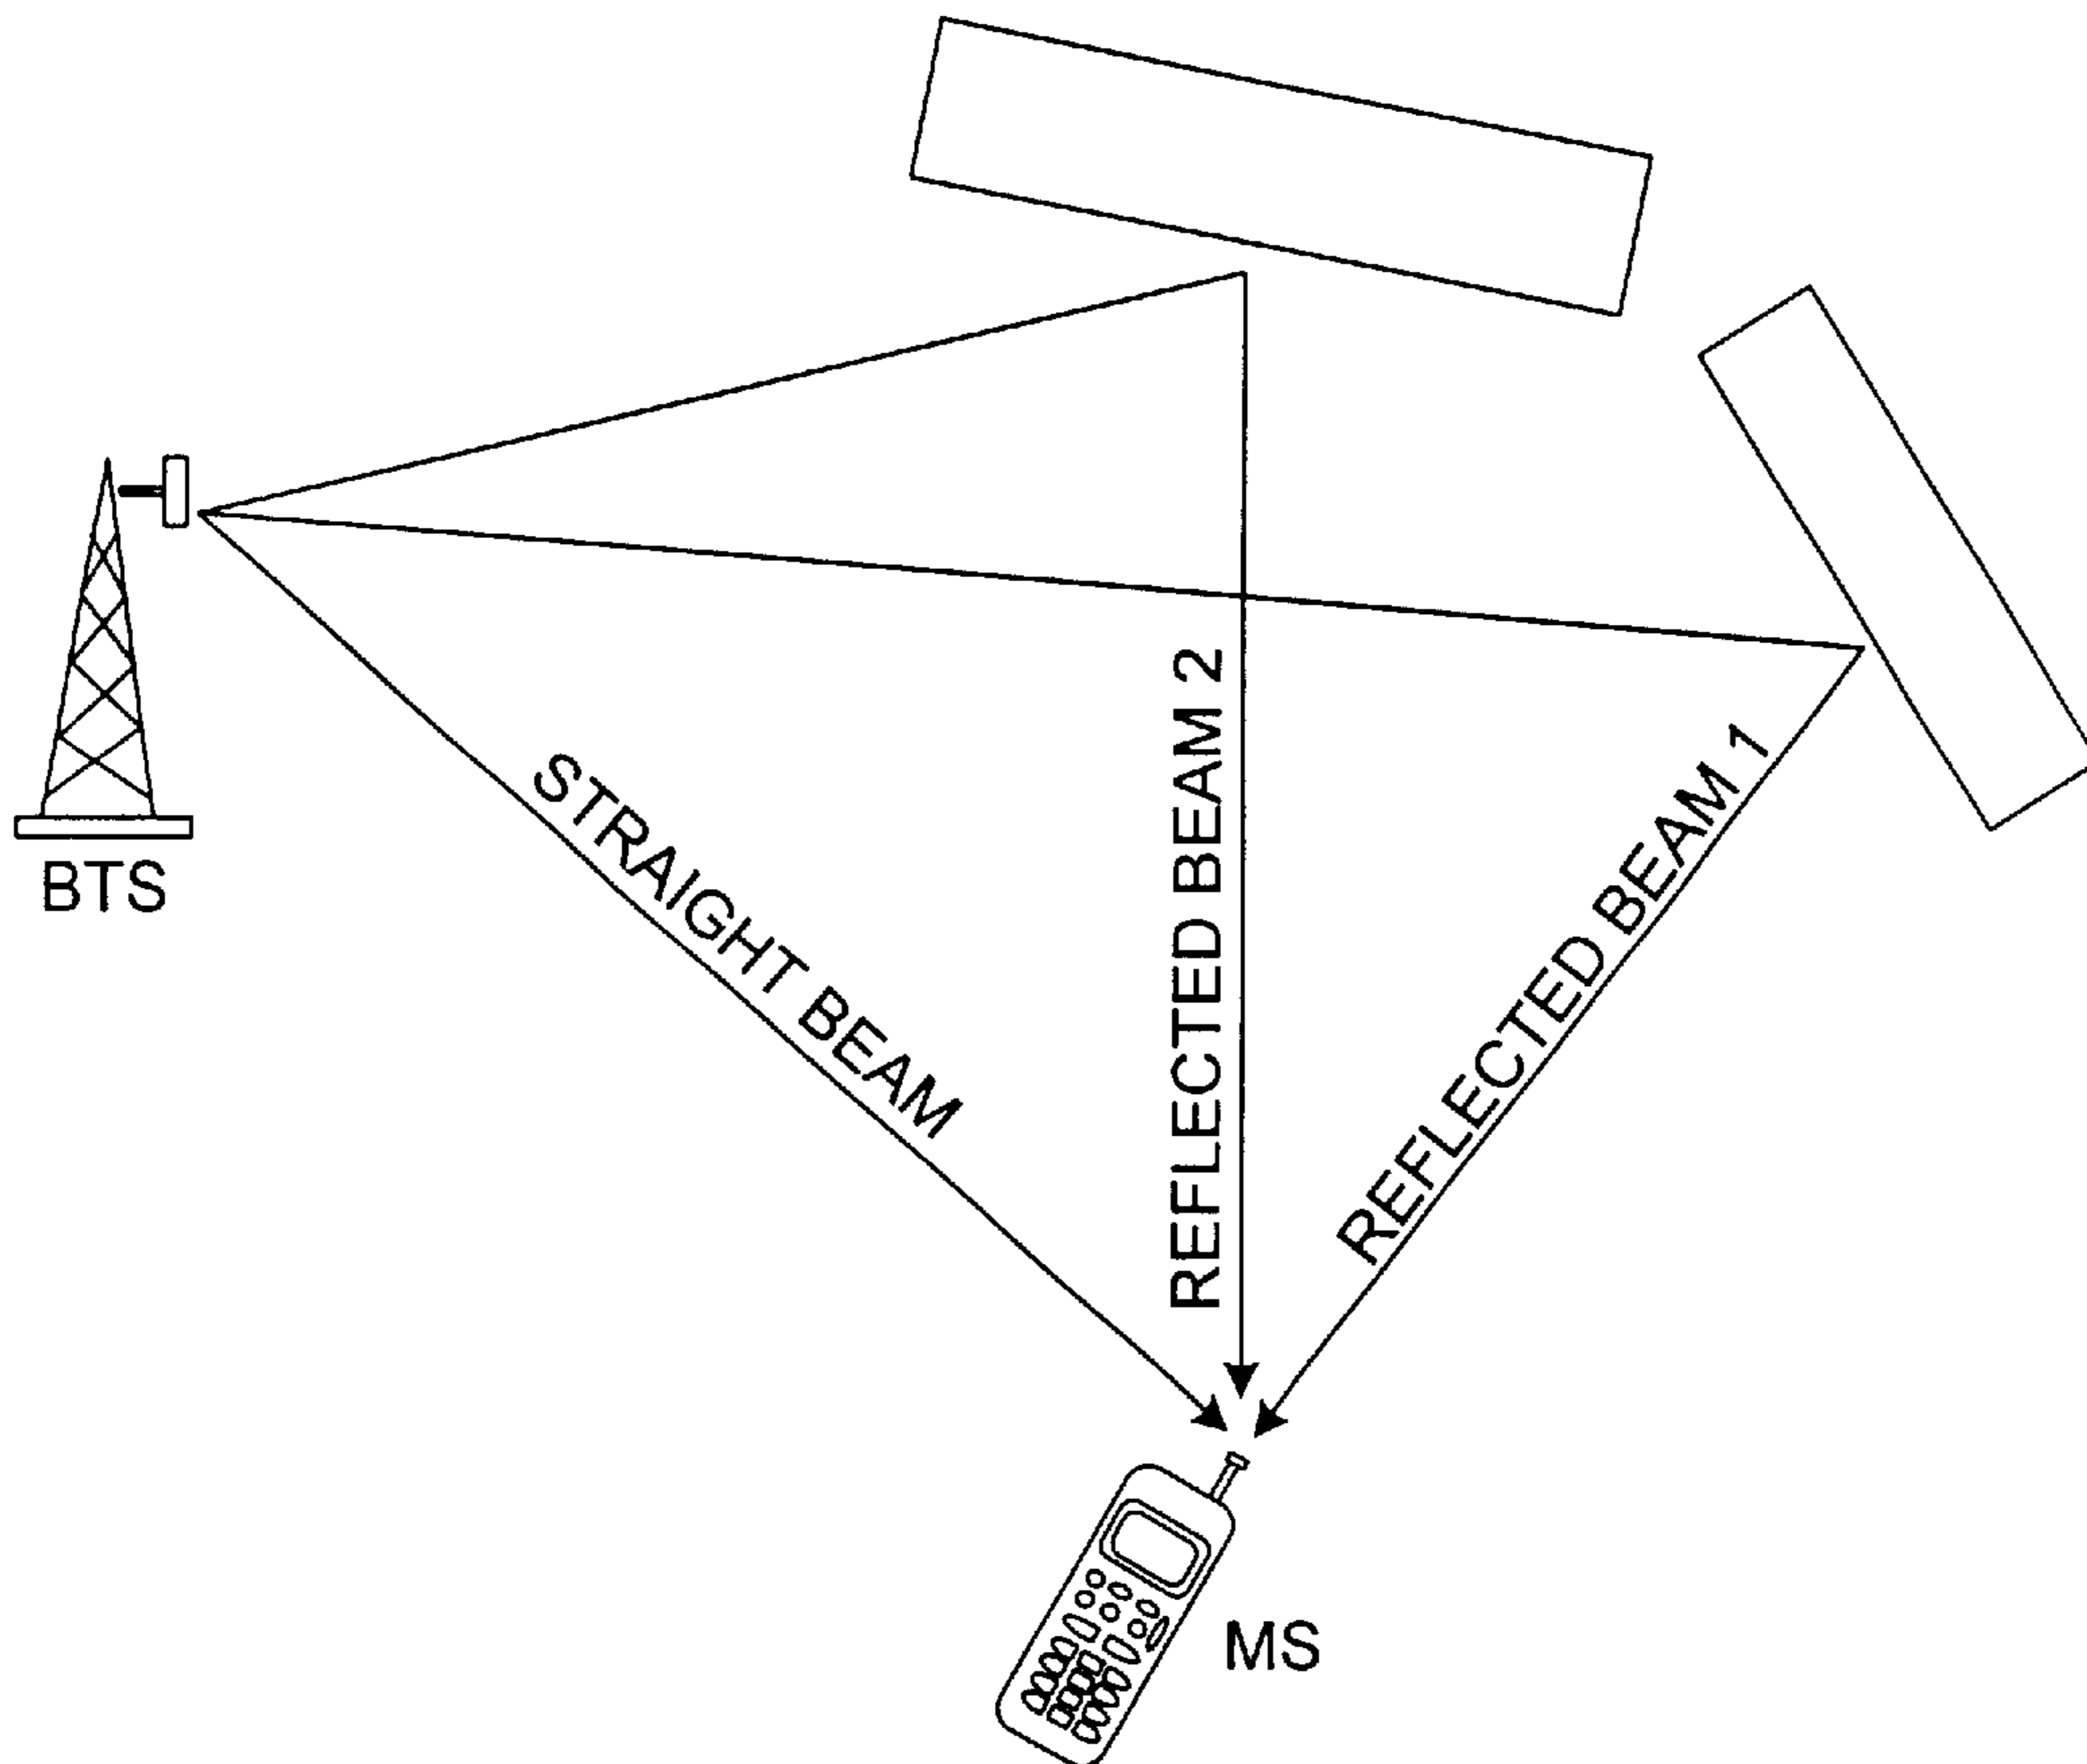 BTS
STRAIGHT BEAM
REFLECTED BEAM 2
REFLECTED BEAM 1
MS